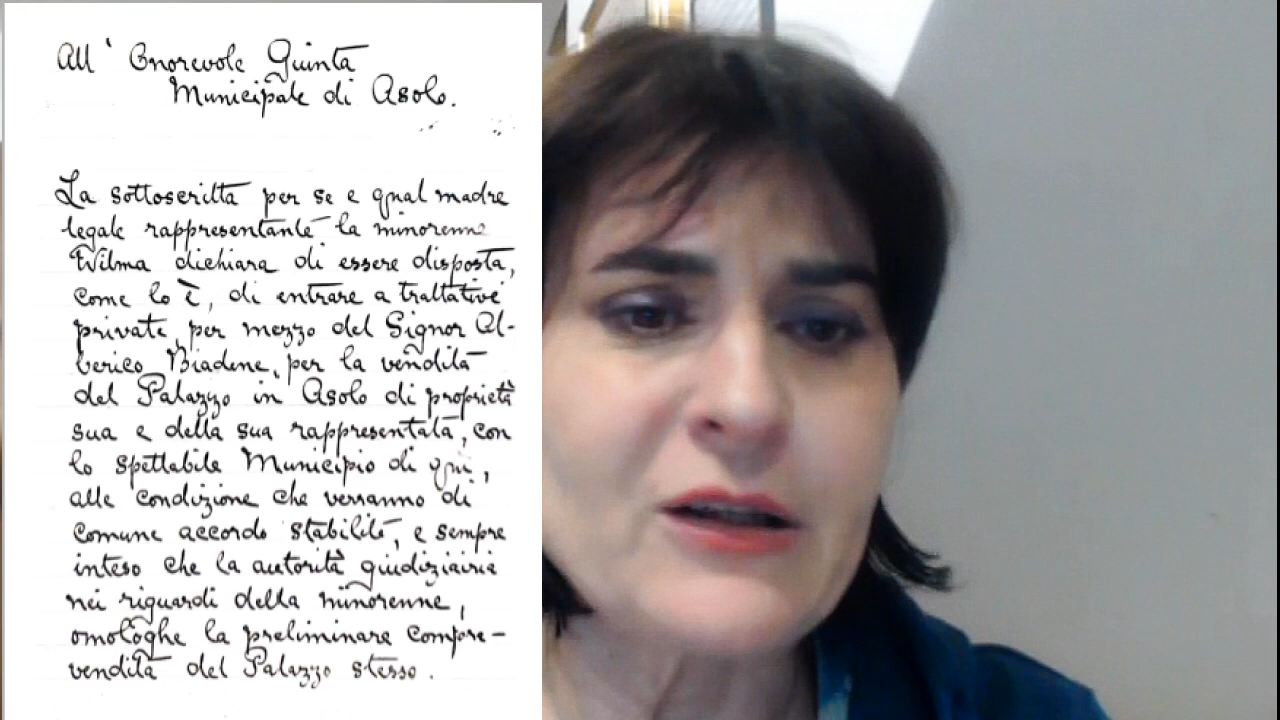 All' Onorevole Giunta
Municipale di Asolo.
La sottoscritta per se e qual madre
legale rappresentante la minorenne
Wilma dichiara di essere disposta,
come lo è, di entrare a trattative
private, per mezzo del Signor Al-
berico Biadene, per la vendita
del Palazzo in Asolo di proprietà
sua e della sua rappresentata, con
lo spettabile Municipio di qui,
alle condizione che verranno di
comune accordo stabilite, e sempre
inteso che la autorità giudiziairia
nei riguardi della minorenne,
omologhe la preliminare compra-
vendita del Palazzo stesso.